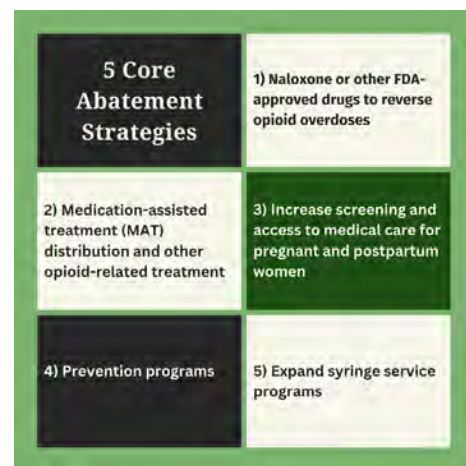 5 Core
Abatement
Strategies
1) Naloxone or other FDA-
approved drugs to reverse
opioid overdoses
2) Medication-assisted
treatment (MAT)
distribution and other
opioid-related treatment
3) Increase screening and
access to medical care for
pregnant and postpartum
women
4) Prevention programs
5) Expand syringe service
programs